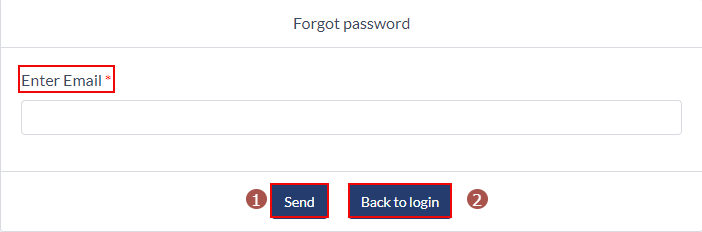 Forgot password
Enter Email *
1 Send Back to login 2